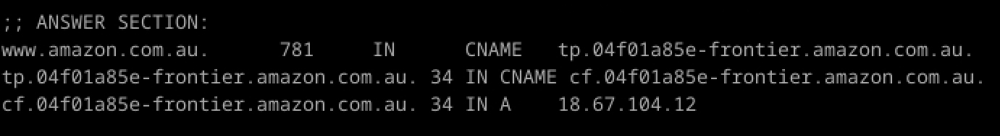 ;; ANSWER SECTION:
www.amazon.com.au. 781 IN CNAME tp.04f01a85e-frontier.amazon.com.au.
tp.04f01a85e-frontier.amazon.com.au. 34 IN CNAME cf.04f01a85e-frontier.amazon.com.au.
cf.04f01a85e-frontier.amazon.com.au. 34 IN A 18.67.104.12